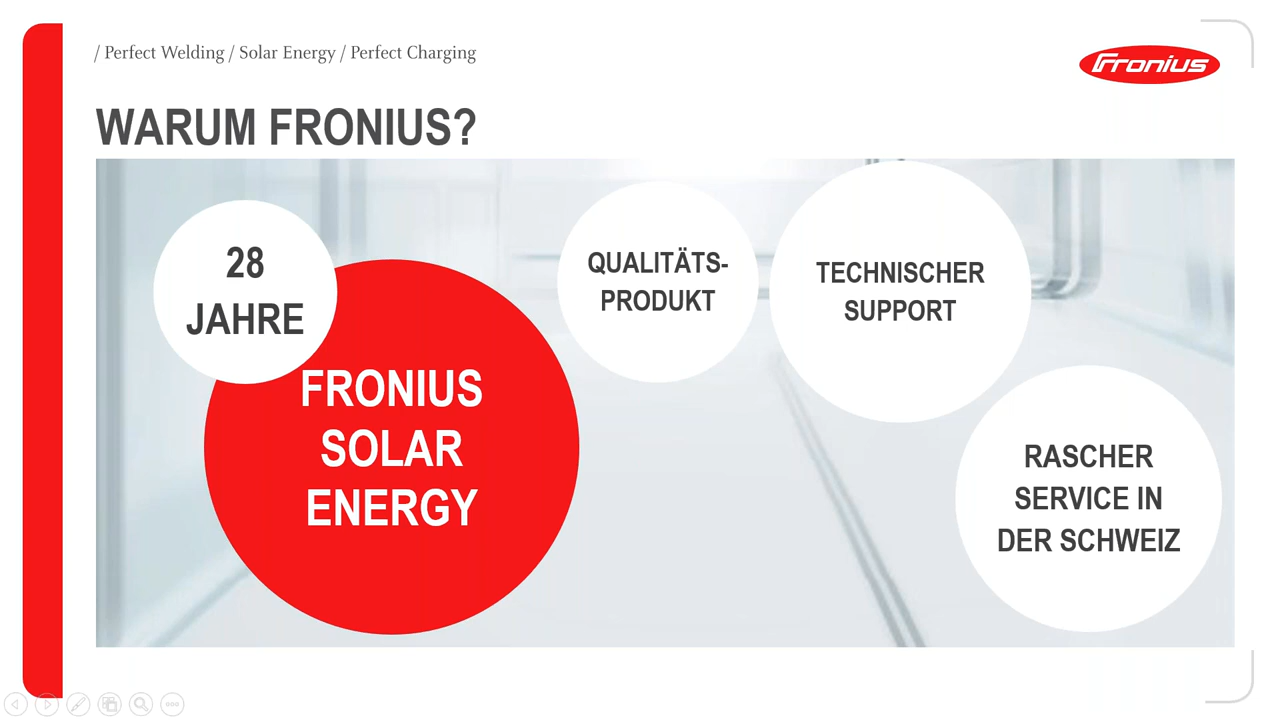 / Perfect Welding / Solar Energy / Perfect Charging
Fronius
WARUM FRONIUS?
28
JAHRE
FRONIUS
SOLAR
ENERGY
QUALITÄTS-
PRODUKT
TECHNISCHER
SUPPORT
RASCHER
SERVICE IN
DER SCHWEIZ